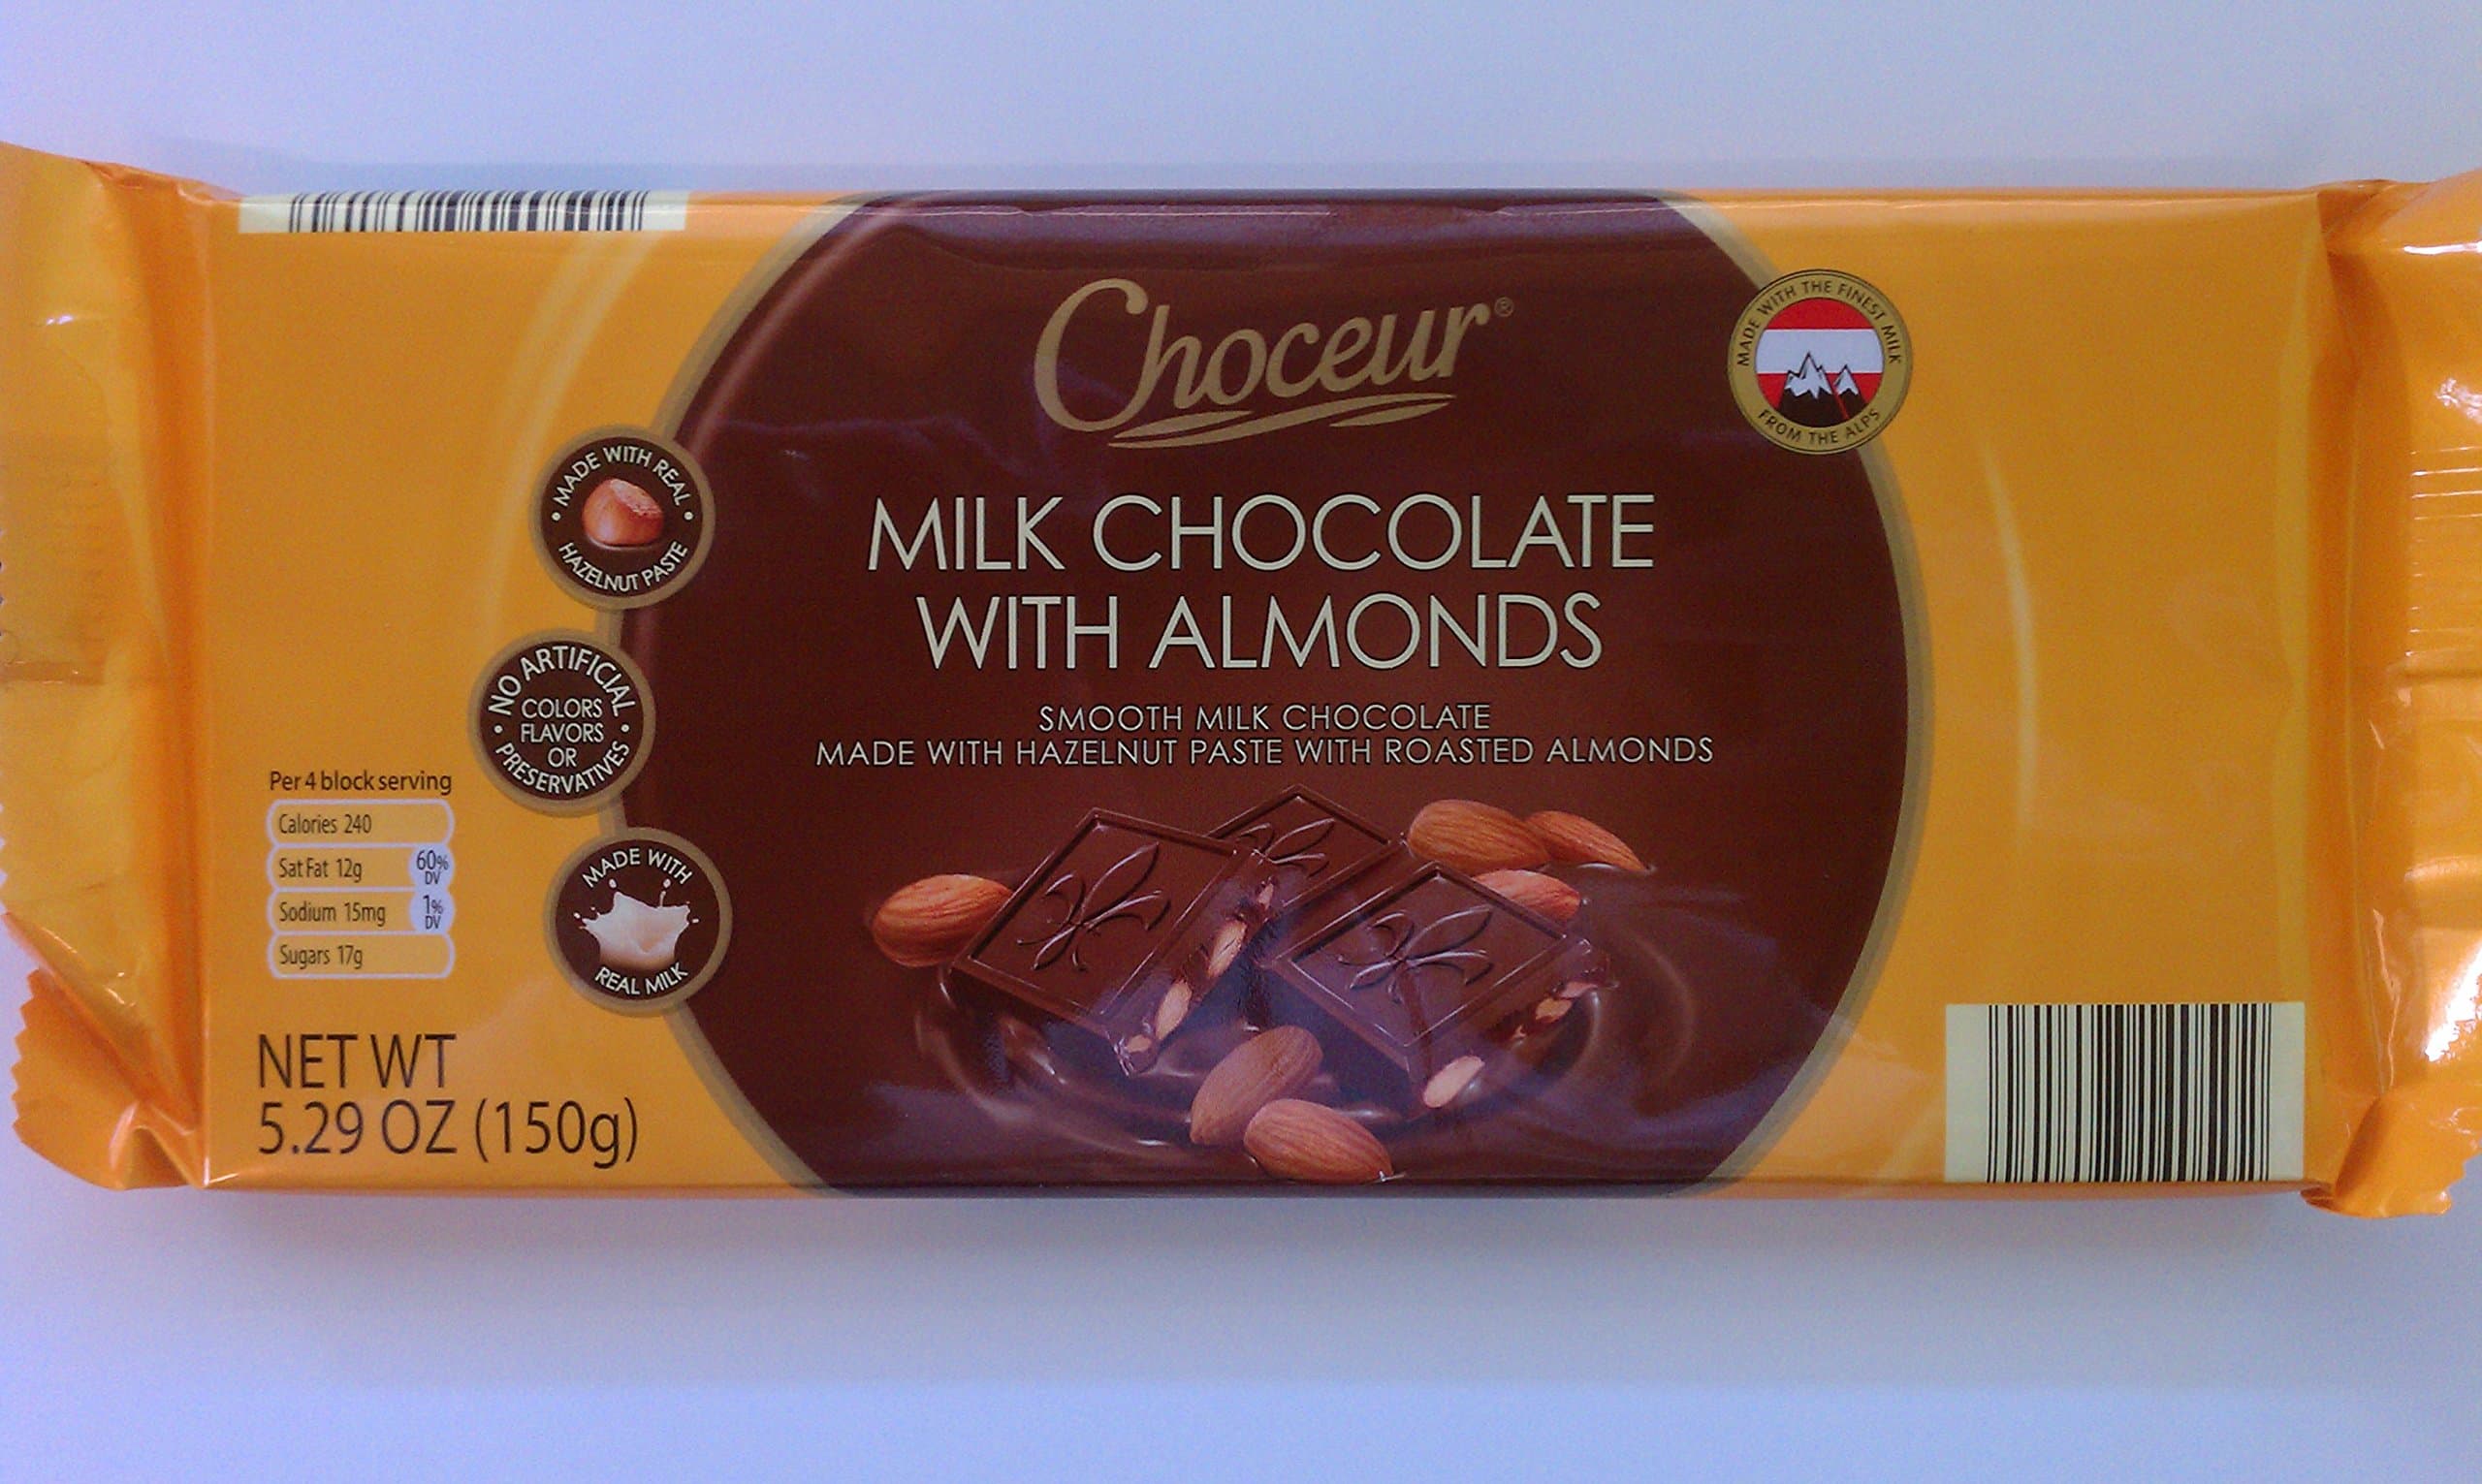 Choceur®
MADE WITH THE FINEST MILK
FROM THE ALPS
MILK CHOCOLATE
WITH ALMONDS
SMOOTH MILK CHOCOLATE
MADE WITH HAZELNUT PASTE WITH ROASTED ALMONDS
• MADE WITH REAL •
HAZELNUT PASTE
• NO ARTIFICIAL •
COLORS
FLAVORS
OR
PRESERVATIVES
MADE WITH
REAL MILK
Per 4 block serving
Calories 240
Sat Fat 12g 60% DV
Sodium 15mg 1% DV
Sugars 17g
NET WT
5.29 OZ (150g)